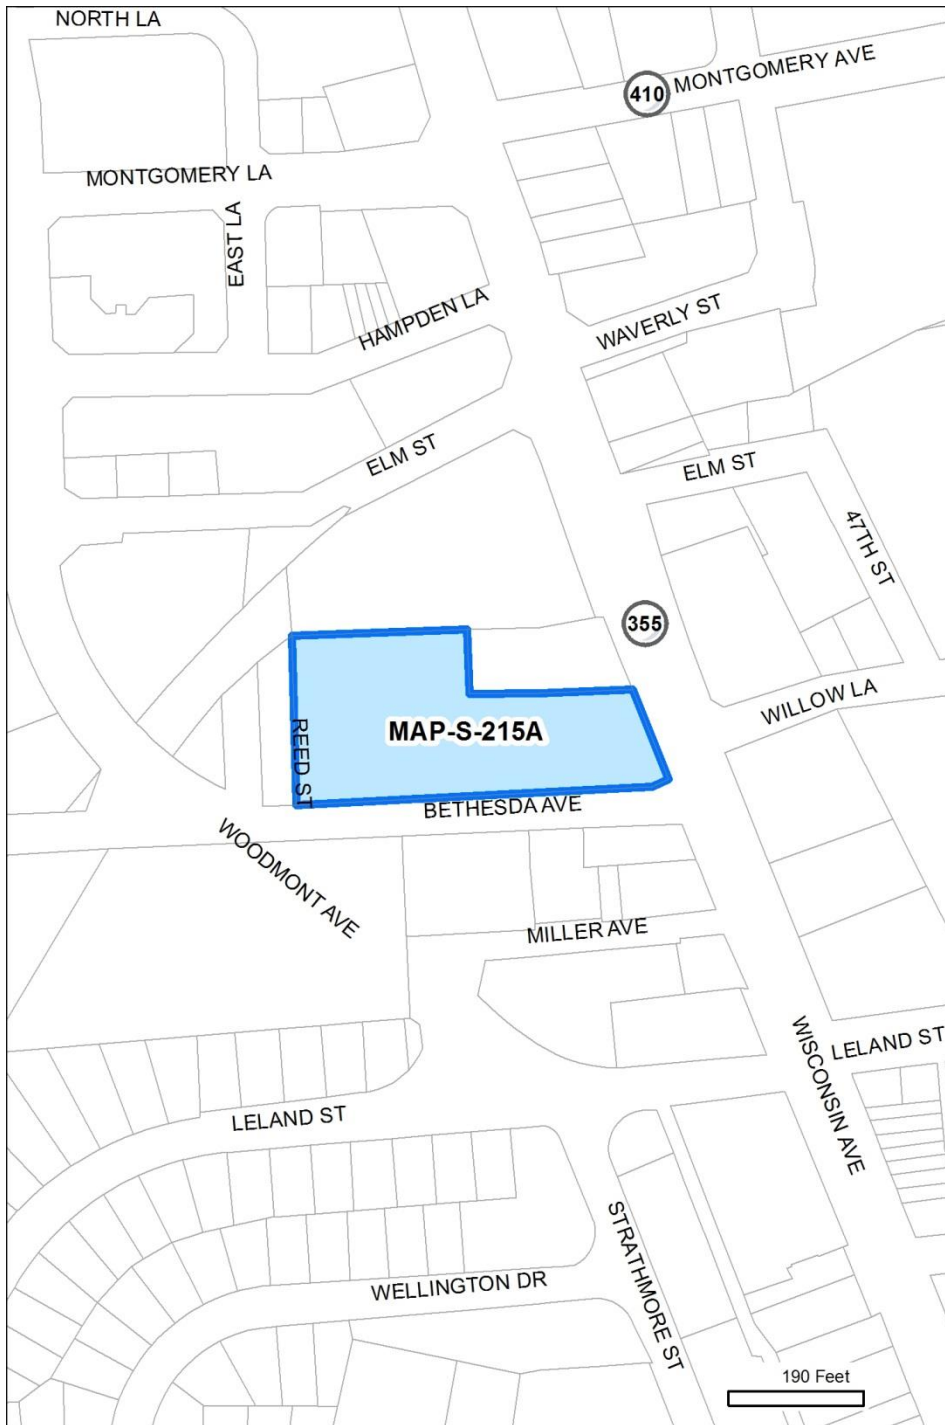 NORTH LA
MONTGOMERY AVE
410
MONTGOMERY LA
EAST LA
HAMPDEN LA
WAVERLY ST
ELM ST
ELM ST
47TH ST
355
WILLOW LA
REED ST
MAP-S-215A
BETHESDA AVE
WOODMONT AVE
MILLER AVE
WISCONSIN AVE
LELAND ST
LELAND ST
STRATHMORE ST
WELLINGTON DR
190 Feet